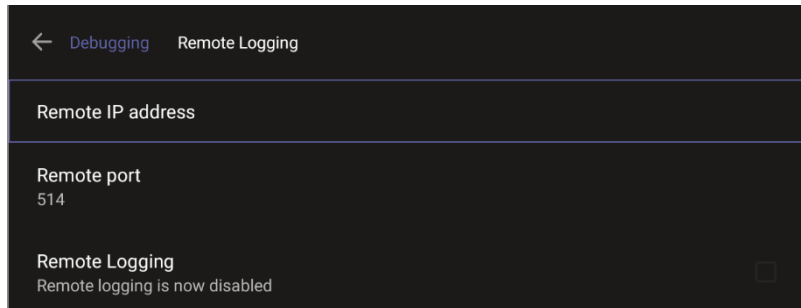 Debugging Remote Logging
Remote IP address
Remote port
514
Remote Logging
Remote logging is now disabled